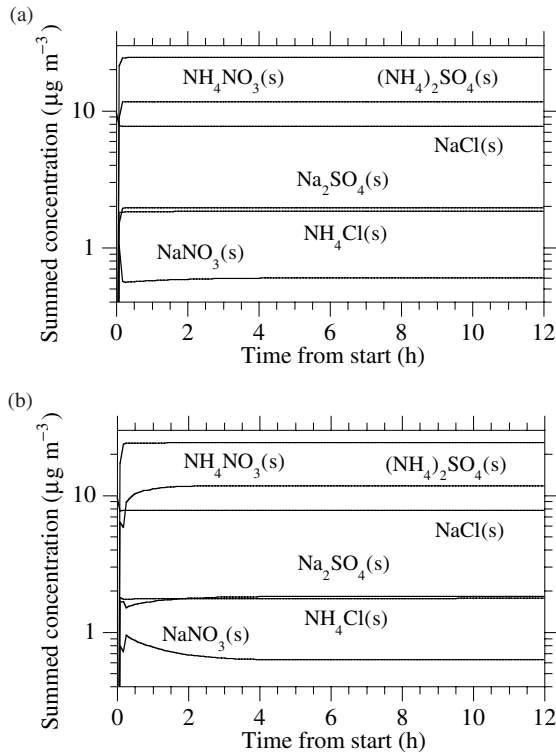 (a)
Summed concentration (μg m⁻³)
10
1
NH₄NO₃(s)
(NH₄)₂SO₄(s)
NaCl(s)
Na₂SO₄(s)
NH₄Cl(s)
NaNO₃(s)
0 2 4 6 8 10 12
Time from start (h)
(b)
Summed concentration (μg m⁻³)
10
1
NH₄NO₃(s)
(NH₄)₂SO₄(s)
NaCl(s)
Na₂SO₄(s)
NH₄Cl(s)
NaNO₃(s)
0 2 4 6 8 10 12
Time from start (h)